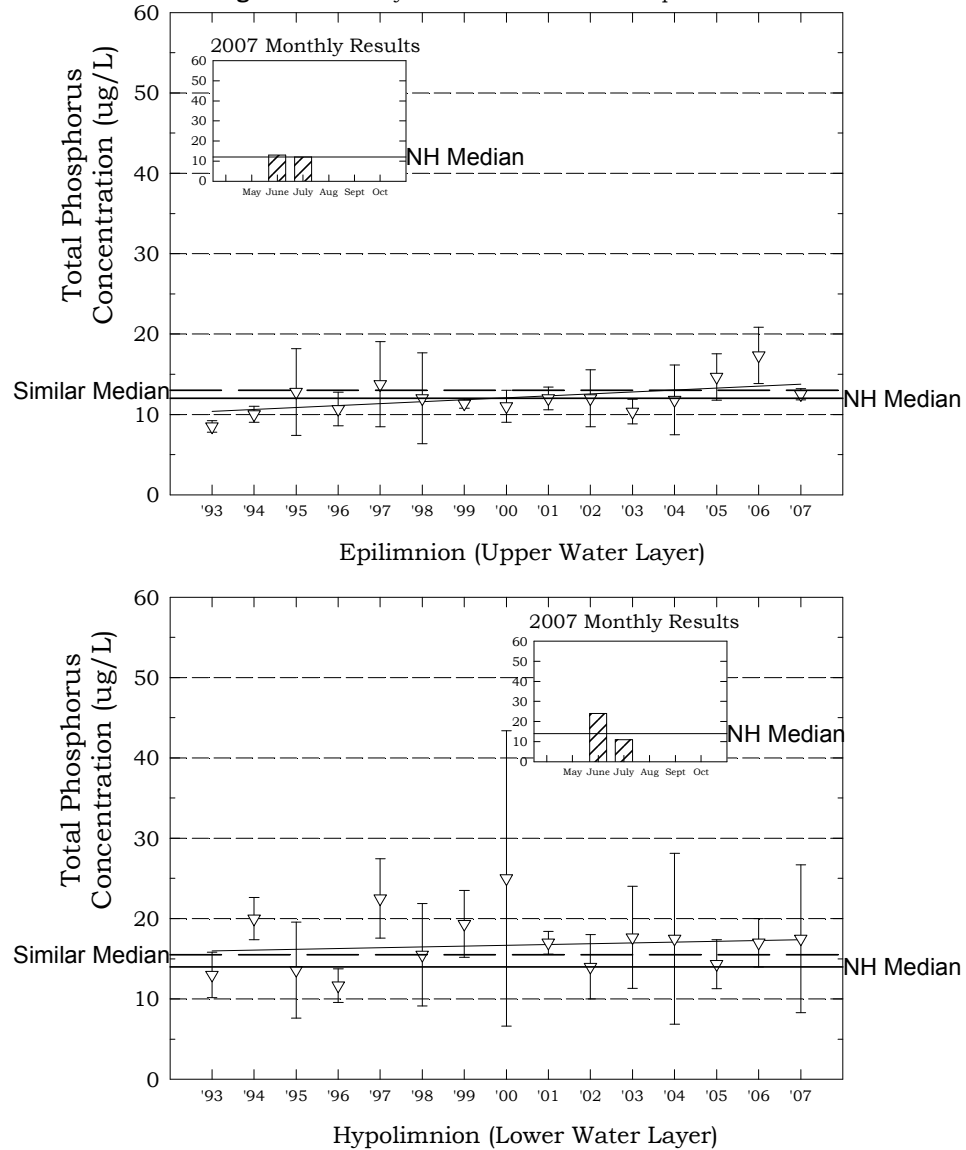 2007 Monthly Results
60
50
40
30
20
10
0
May June July Aug Sept Oct
NH Median
Total Phosphorus
Concentration (ug/L)
60
50
40
30
20
10
0
Similar Median
NH Median
'93 '94 '95 '96 '97 '98 '99 '00 '01 '02 '03 '04 '05 '06 '07
Epilimnion (Upper Water Layer)
2007 Monthly Results
60
50
40
30
20
10
0
May June July Aug Sept Oct
NH Median
Total Phosphorus
Concentration (ug/L)
60
50
40
30
20
10
0
Similar Median
NH Median
'93 '94 '95 '96 '97 '98 '99 '00 '01 '02 '03 '04 '05 '06 '07
Hypolimnion (Lower Water Layer)